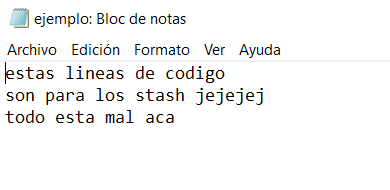 ejemplo: Bloc de notas
Archivo Edición Formato Ver Ayuda
estas lineas de codigo
son para los stash jejejej
todo esta mal aca